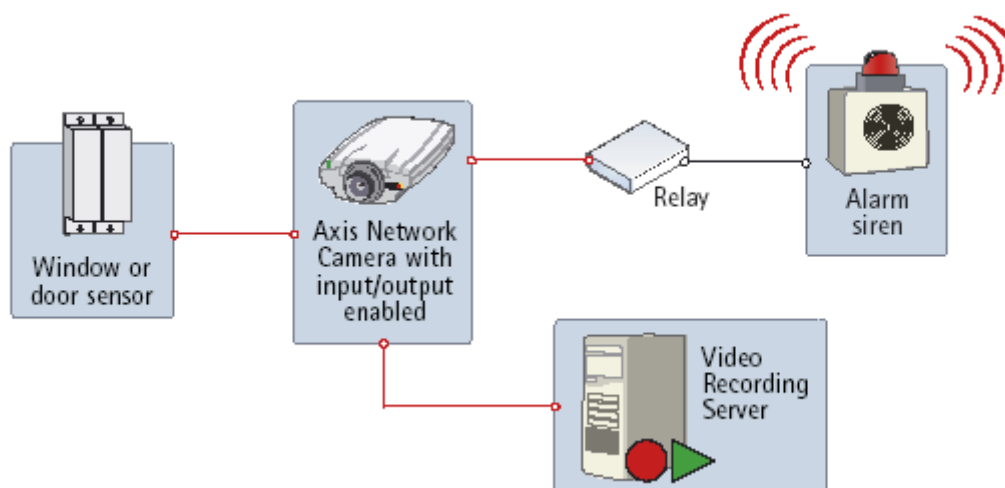 Window or
door sensor
Axis Network
Camera with
input/output
enabled
Relay
Alarm
siren
Video
Recording
Server